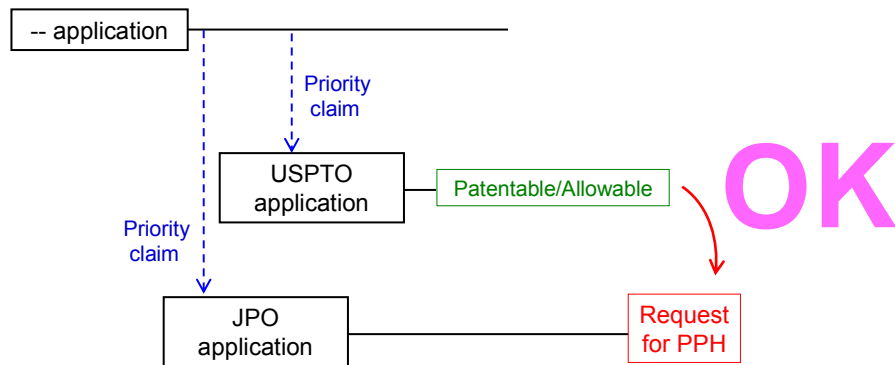 -- application
Priority
claim
USPTO
application
Patentable/Allowable
OK
Priority
claim
JPO
application
Request
for PPH